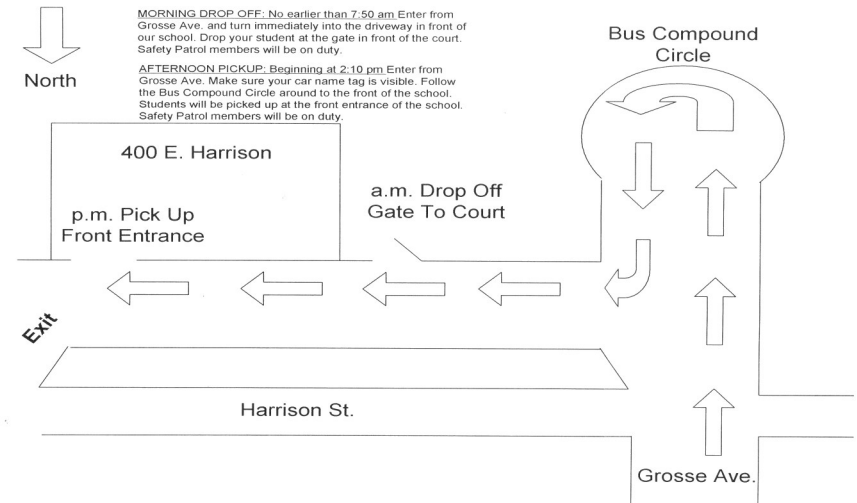 MORNING DROP OFF: No earlier than 7:50 am Enter from
Grosse Ave. and turn immediately into the driveway in front of
our school. Drop your student at the gate in front of the court.
Safety Patrol members will be on duty.
AFTERNOON PICKUP: Beginning at 2:10 pm Enter from
Grosse Ave. Make sure your car name tag is visible. Follow
the Bus Compound Circle around to the front of the school.
Students will be picked up at the front entrance of the school.
Safety Patrol members will be on duty.
North
Bus Compound
Circle
400 E. Harrison
a.m. Drop Off
Gate To Court
p.m. Pick Up
Front Entrance
Exit
Harrison St.
Grosse Ave.